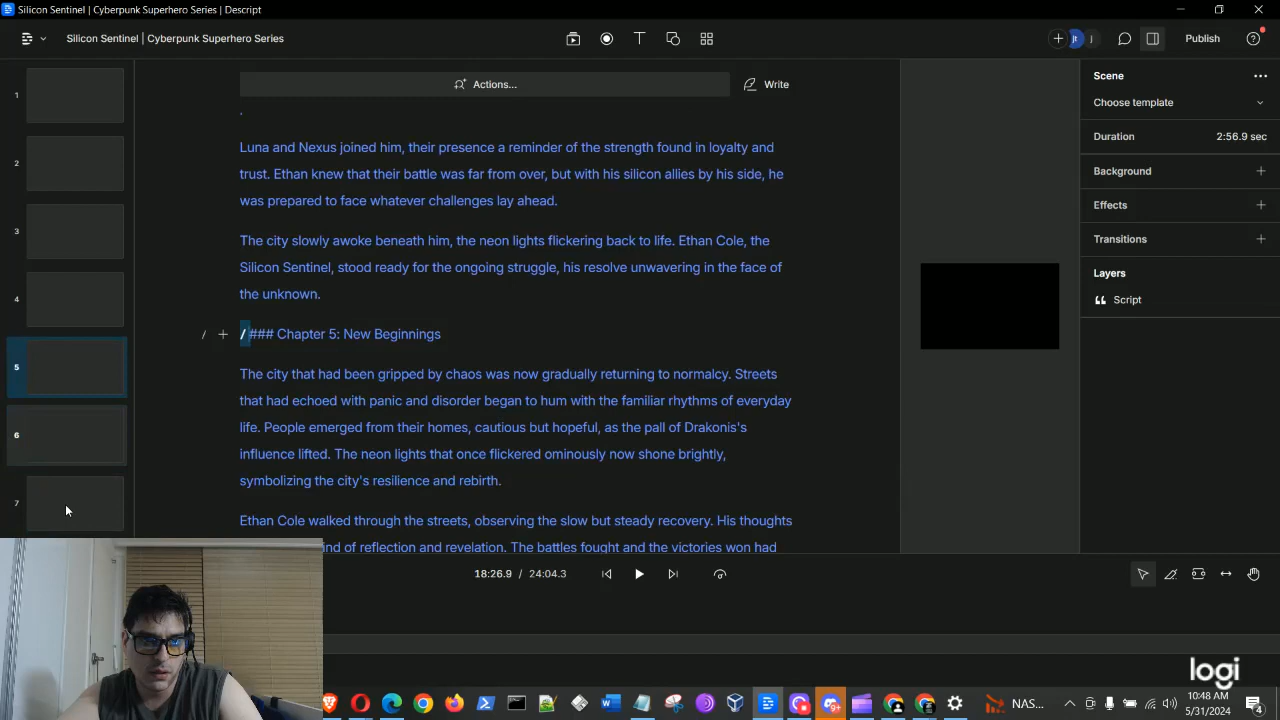 Silicon Sentinel | Cyberpunk Superhero Series | Descript
Silicon Sentinel | Cyberpunk Superhero Series
jt
j
Publish
1
2
3
4
5
6
7
Actions...
Write
Luna and Nexus joined him, their presence a reminder of the strength found in loyalty and
trust. Ethan knew that their battle was far from over, but with his silicon allies by his side, he
was prepared to face whatever challenges lay ahead.
The city slowly awoke beneath him, the neon lights flickering back to life. Ethan Cole, the
Silicon Sentinel, stood ready for the ongoing struggle, his resolve unwavering in the face of
the unknown.
/ + /### Chapter 5: New Beginnings
The city that had been gripped by chaos was now gradually returning to normalcy. Streets
that had echoed with panic and disorder began to hum with the familiar rhythms of everyday
life. People emerged from their homes, cautious but hopeful, as the pall of Drakonis's
influence lifted. The neon lights that once flickered ominously now shone brightly,
symbolizing the city's resilience and rebirth.
Ethan Cole walked through the streets, observing the slow but steady recovery. His thoughts
ind of reflection and revelation. The battles fought and the victories won had
Scene
Choose template
Duration 2:56.9 sec
Background
Effects
Transitions
Layers
Script
18:26.9 / 24:04.3
logi
NAS...
10:48 AM
5/31/2024